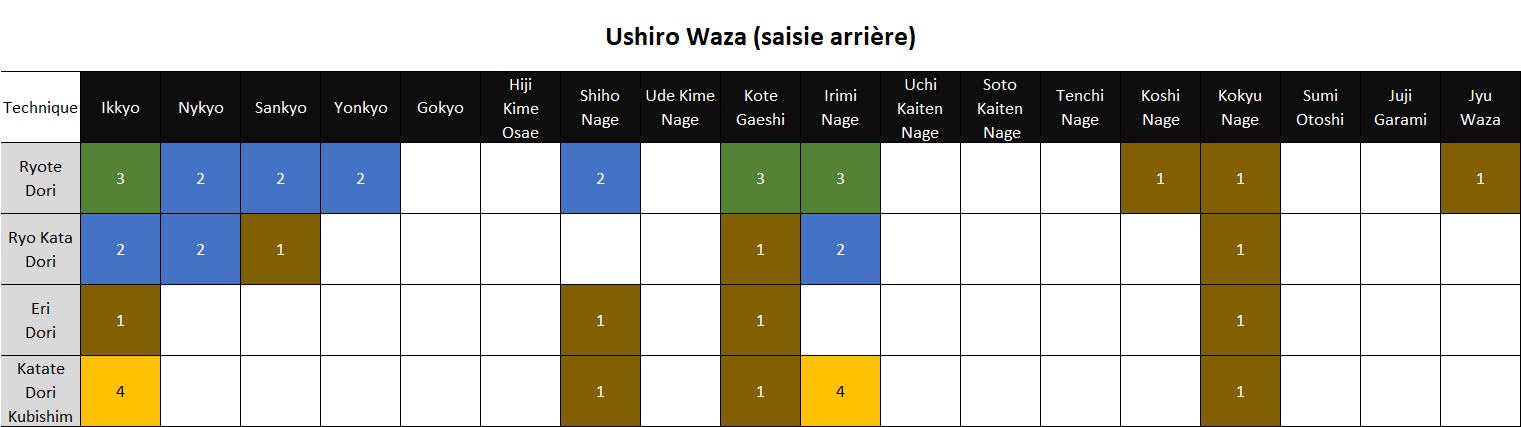 Ushiro Waza (saisie arrière)
Technique Ikkyo Nykyo Sankyo Yonkyo Gokyo Hiji Kime Osae Shiho Nage Ude Kime Nage Kote Gaeshi Irimi Nage Uchi Kaiten Nage Soto Kaiten Nage Tenchi Nage Koshi Nage Kokyu Nage Sumi Otoshi Juji Garami Jyu Waza
Ryote Dori 3 2 2 2 2 3 3 1 1 1
Ryo Kata Dori 2 2 1 1 2 1
Eri Dori 1 1 1 1
Katate Dori Kubishim 4 1 1 4 1